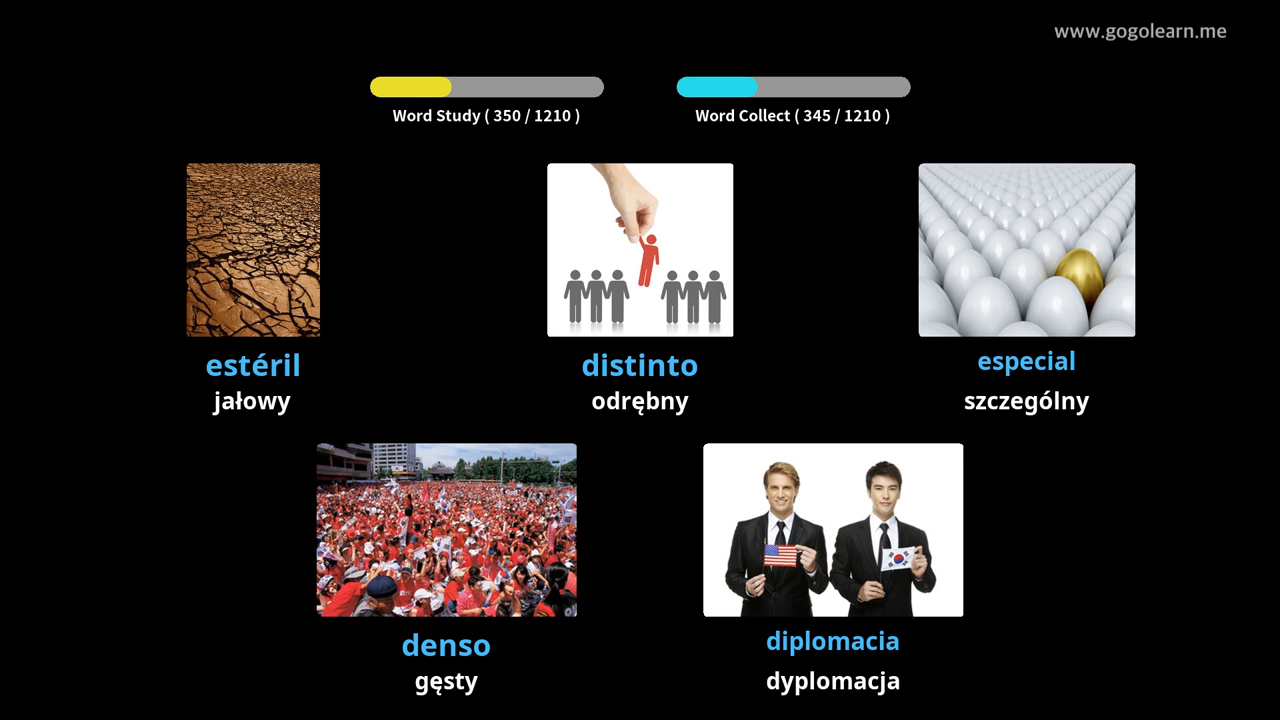 www.gogolearn.me
Word Study ( 350 / 1210 )
Word Collect ( 345 / 1210 )
estéril
jałowy
distinto
odrębny
especial
szczególny
denso
gęsty
diplomacia
dyplomacja